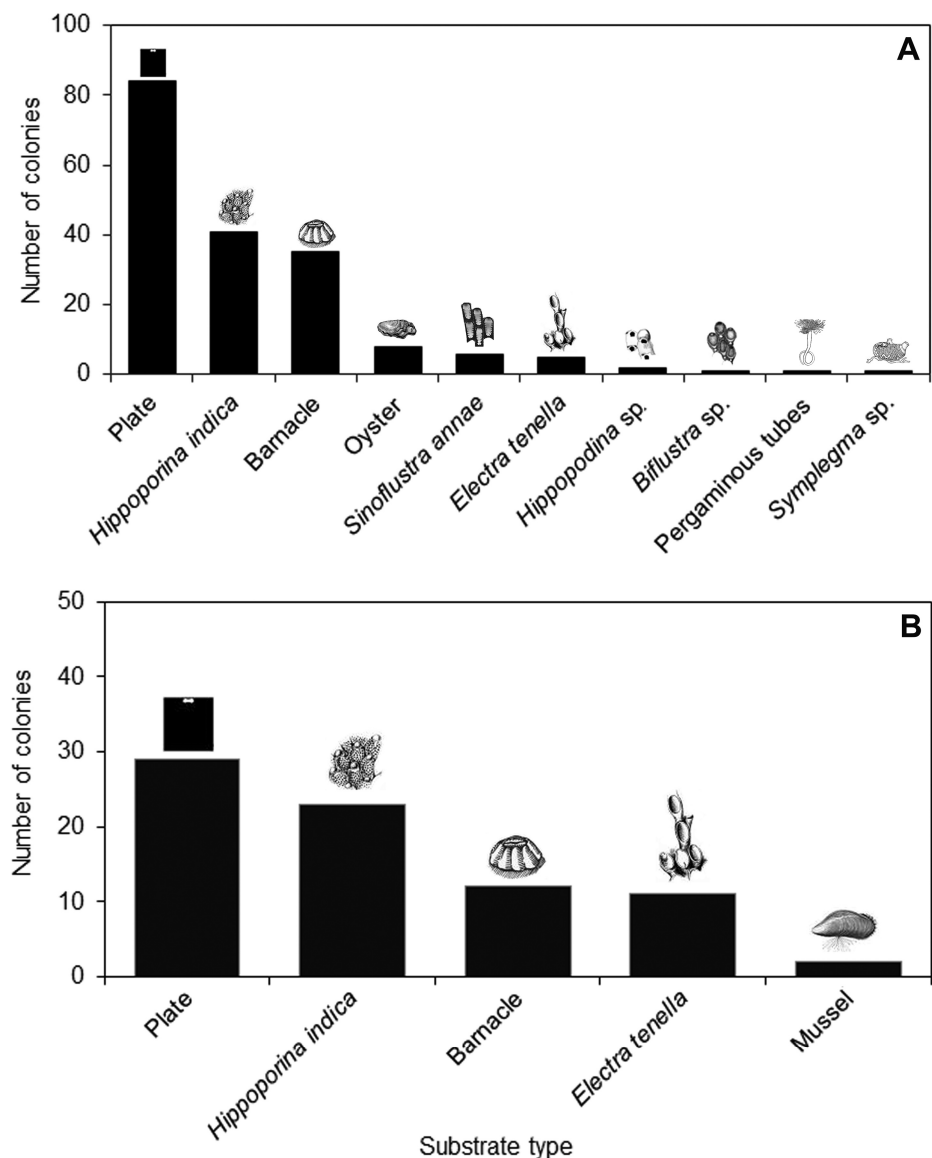 A
Number of colonies
100
80
60
40
20
0
Plate
Hippoporina indica
Barnacle
Oyster
Sinoflustra annae
Electra tenella
Hippopodina sp.
Biflustra sp.
Pergaminous tubes
Symplegma sp.
B
Number of colonies
50
40
30
20
10
0
Plate
Hippoporina indica
Barnacle
Electra tenella
Mussel
Substrate type